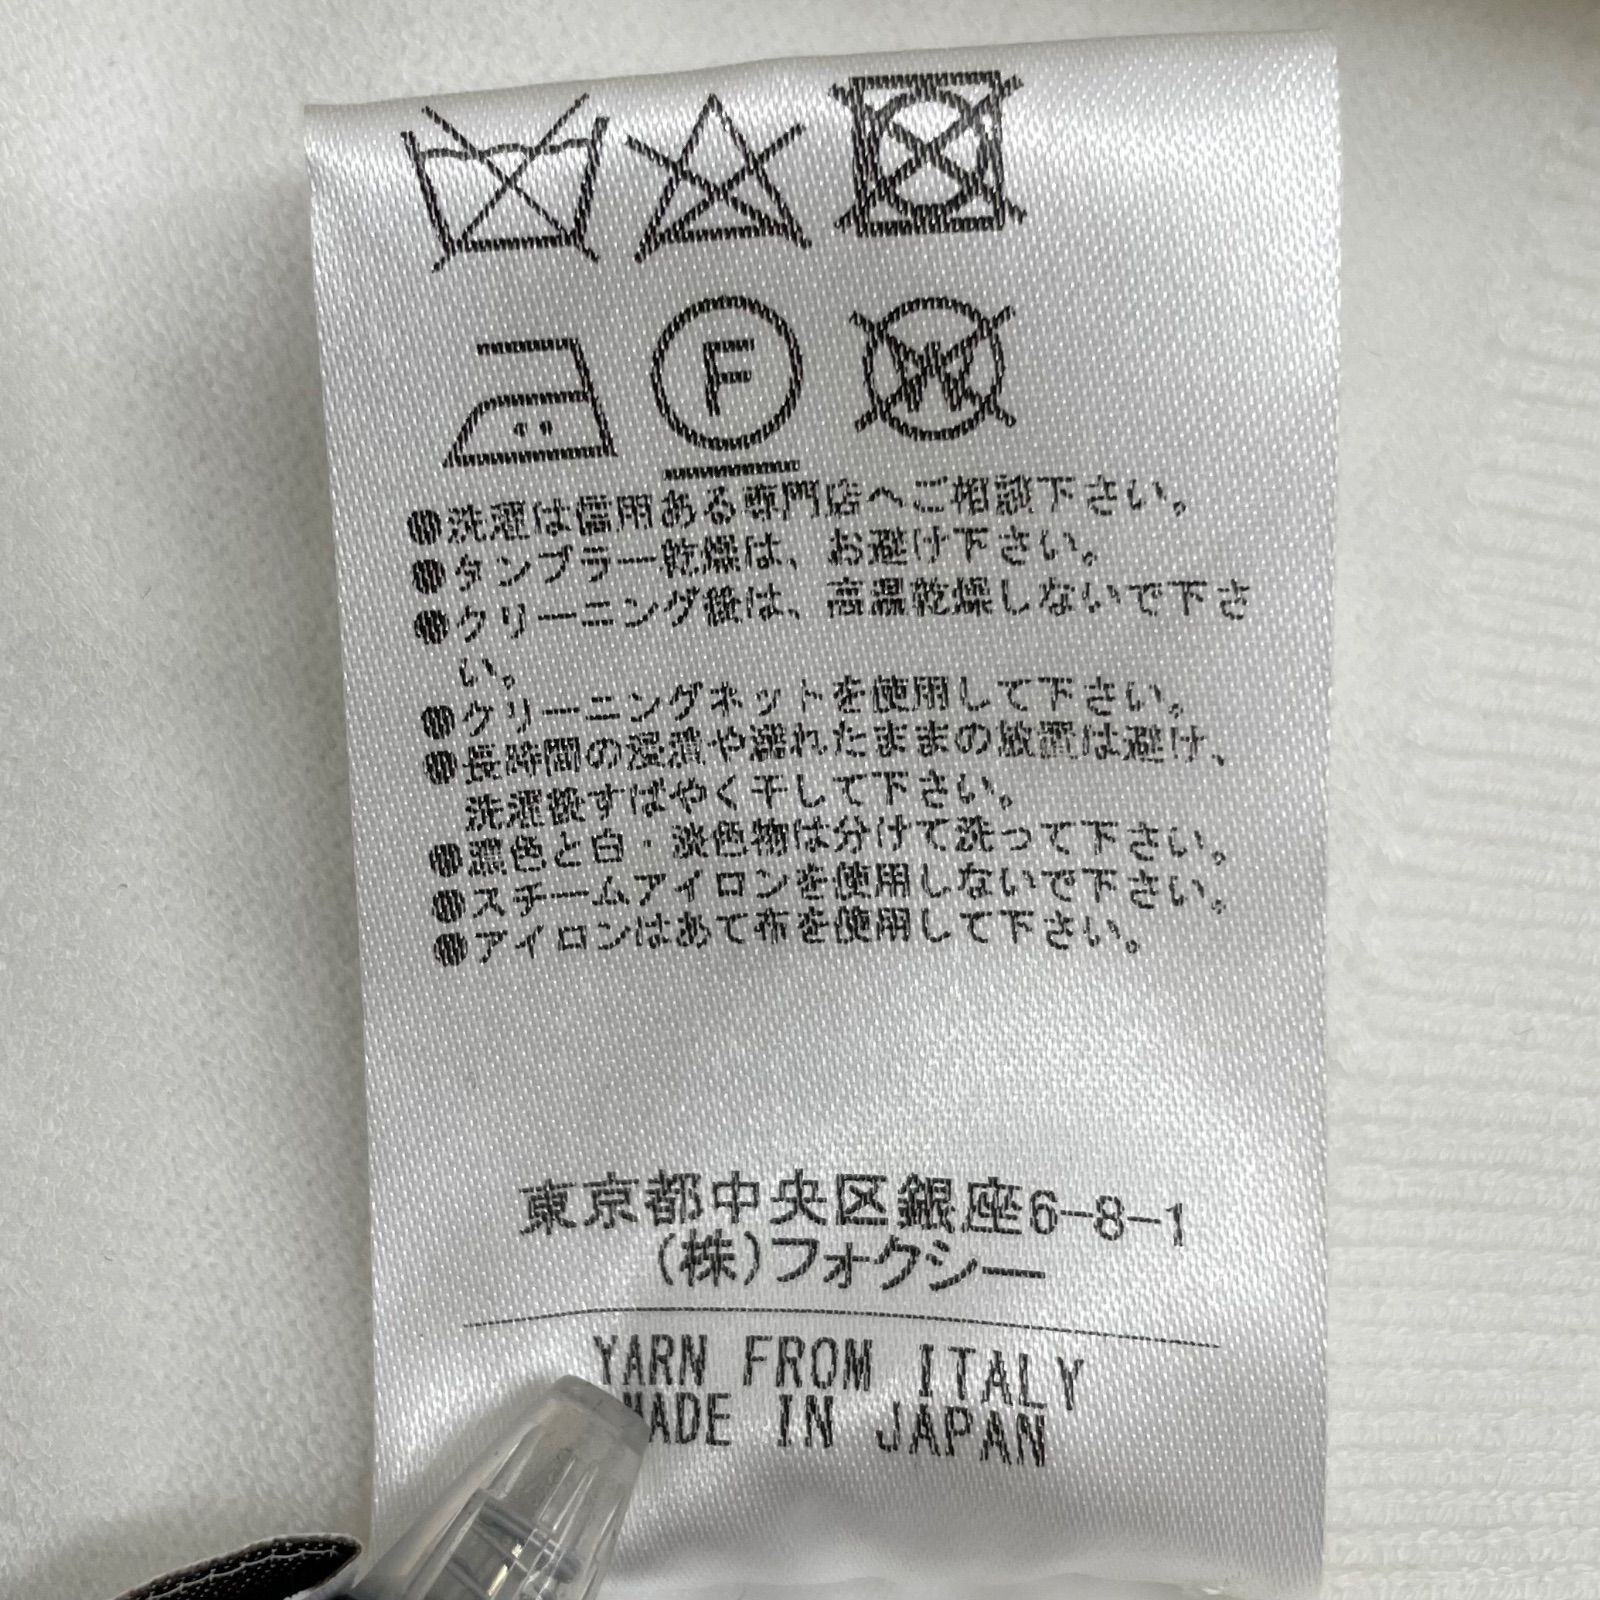 F
W
●洗濯は信用ある専門店へご相談下さい。
●タンブラー乾燥は、お避け下さい。
●クリーニング後は、高温乾燥しないで下さ
い。
●クリーニングネットを使用して下さい。
●長時間の浸漬や濡れたままの放置は避け、
洗濯後すばやく干して下さい。
●濃色と白・淡色物は分けて洗って下さい。
●スチームアイロンを使用しないで下さい。
●アイロンはあて布を使用して下さい。
東京都中央区銀座6-8-1
(株)フォクシー
YARN FROM ITALY
MADE IN JAPAN